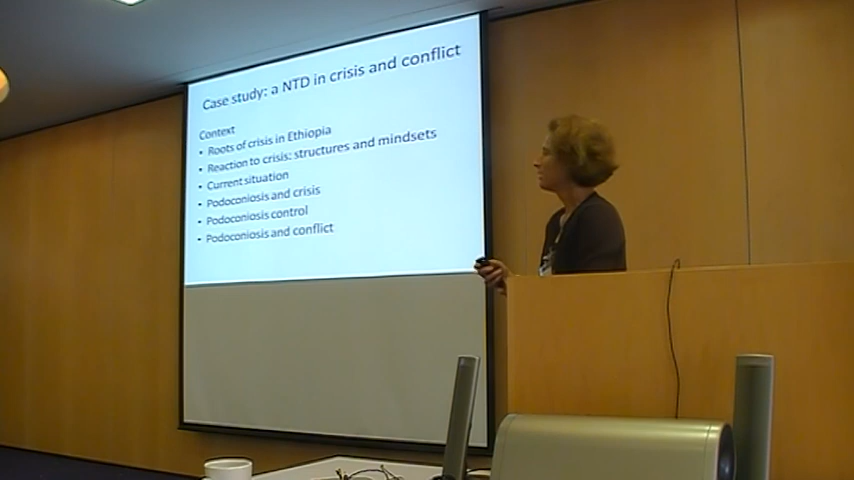 Case study: a NTD in crisis and conflict
Context
• Roots of crisis in Ethiopia
• Reaction to crisis: structures and mindsets
• Current situation
• Podoconiosis and crisis
• Podoconiosis control
• Podoconiosis and conflict